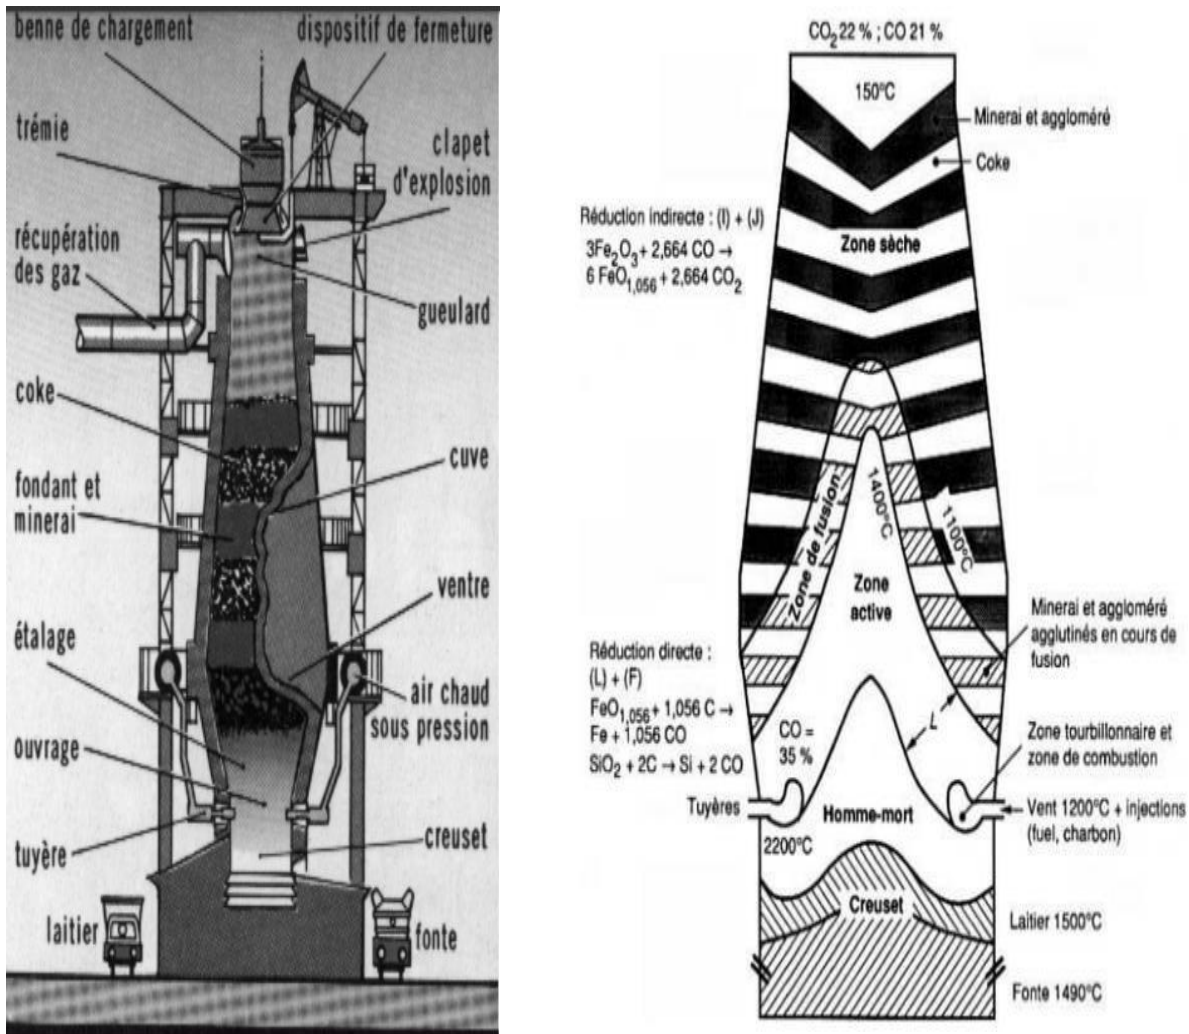 benne de chargement
dispositif de fermeture
trémie
clapet
d'explosion
récupération
des gaz
gueulard
coke
cuve
fondant et
minerai
ventre
étalage
air chaud
sous pression
ouvrage
tuyère
creuset
laitier
fonte
CO2 22 % ; CO 21 %
150°C
Minerai et aggloméré
Coke
Réduction indirecte : (I) + (J)
3Fe2O3 + 2,664 CO →
6 FeO1,056 + 2,664 CO2
Zone sèche
Zone de fusion
1400°C
1100°C
Zone
active
Minerai et aggloméré
agglutinés en cours de
fusion
Réduction directe :
(L) + (F)
FeO1,056 + 1,056 C →
Fe + 1,056 CO
SiO2 + 2C → Si + 2 CO
CO =
35 %
L
Zone tourbillonnaire et
zone de combustion
Tuyères
Homme-mort
Vent 1200°C + injections
(fuel, charbon)
2200°C
Creuset
Laitier 1500°C
Fonte 1490°C